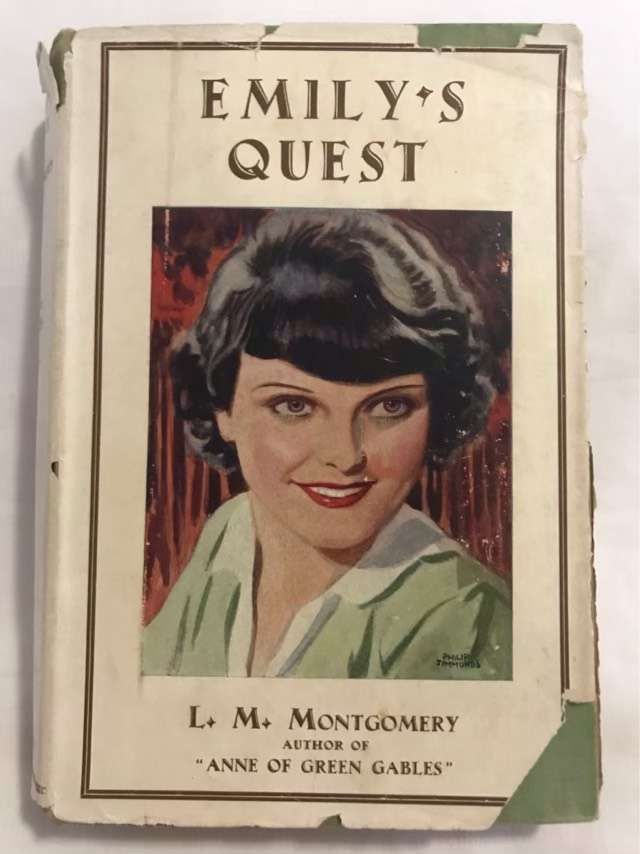 EMILY'S
QUEST
PHILIP
SIMMONDS
L. M. MONTGOMERY
AUTHOR OF
"ANNE OF GREEN GABLES"